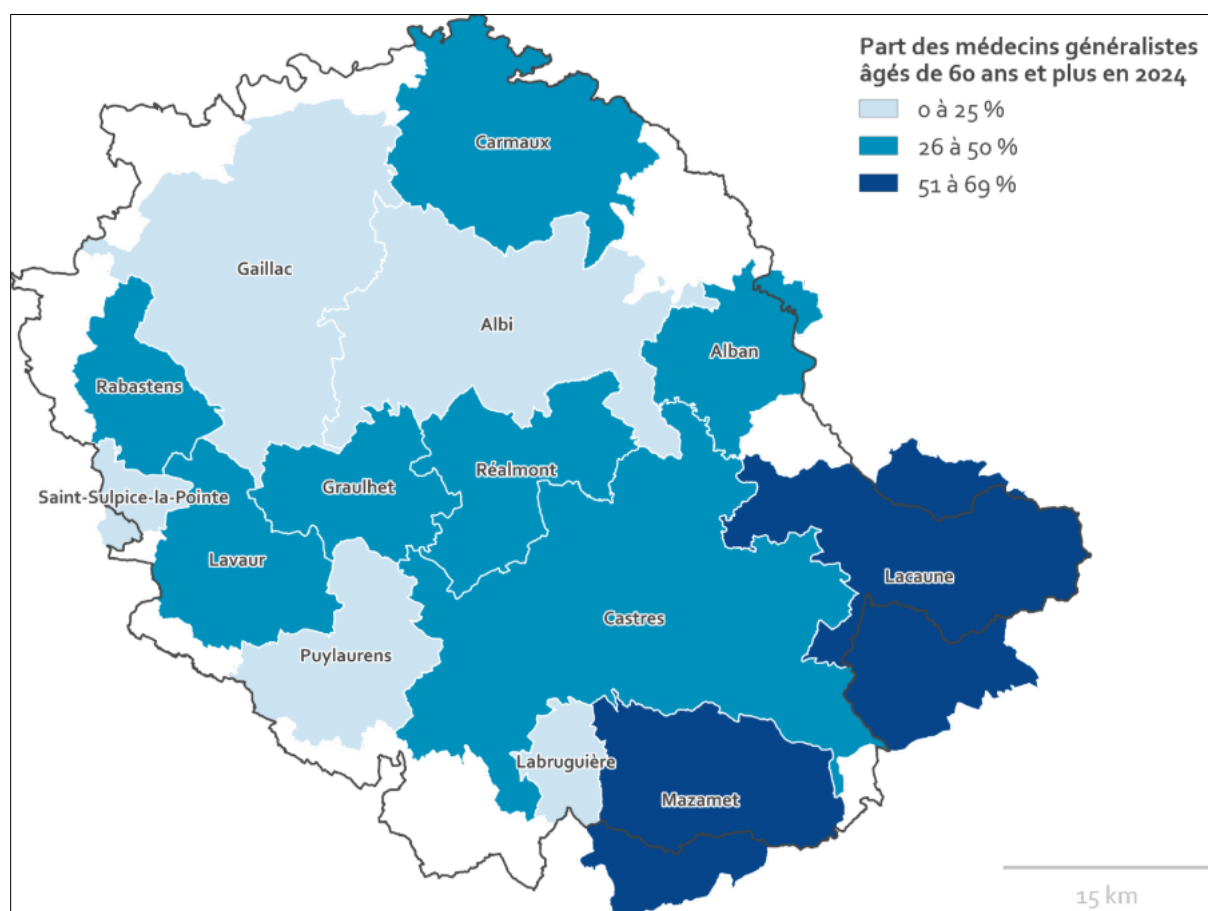 Part des médecins généralistes
âgés de 60 ans et plus en 2024
0 à 25 %
26 à 50 %
51 à 69 %
Carmaux
Gaillac
Albi
Alban
Rabastens
Réalmont
Graulhet
Saint-Sulpice-la-Pointe
Lavaur
Lacaune
Castres
Puylaurens
Labruguière
Mazamet
15 km